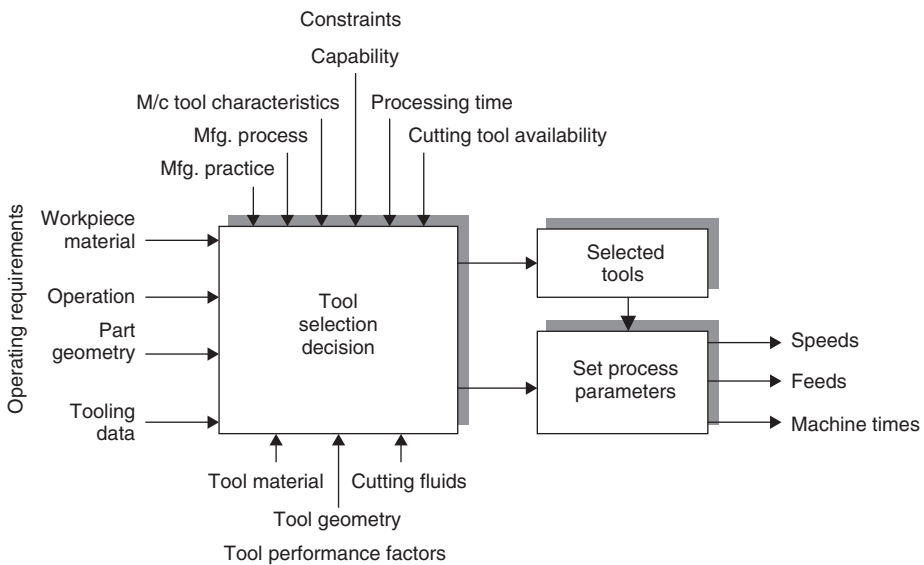 Constraints
Capability
M/c tool characteristics
Processing time
Mfg. process
Cutting tool availability
Mfg. practice
Operating requirements
Workpiece
material
Operation
Part
geometry
Tooling
data
Tool
selection
decision
Selected
tools
Set process
parameters
Speeds
Feeds
Machine times
Tool material
Cutting fluids
Tool geometry
Tool performance factors